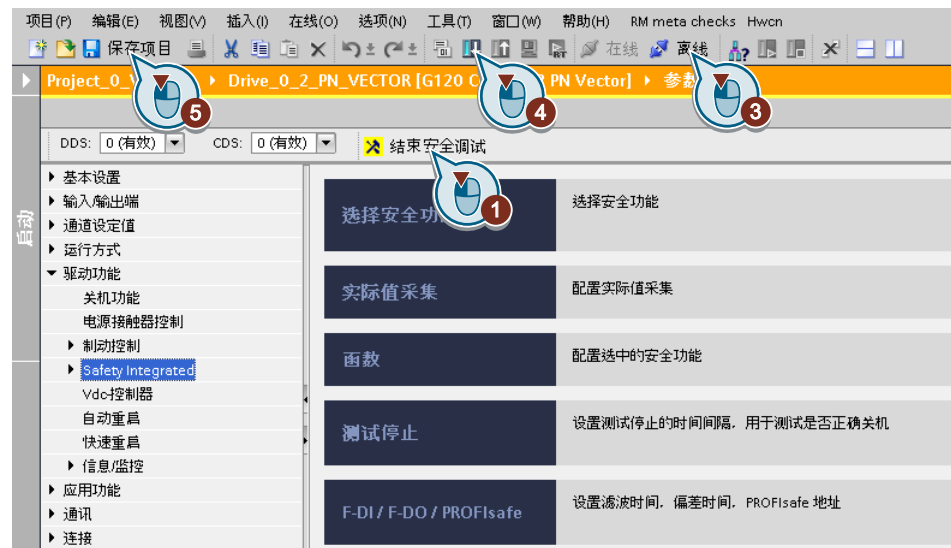 项目(P) 编辑(E) 视图(V) 插入(I) 在线(O) 选项(N) 工具(T) 窗口(W) 帮助(H) RM meta checks Hwcn
保存项目 在线 离线
Project_0_V Drive_0_2_PN_VECTOR [G120 C PN Vector] 参
5 4 3
DDS: 0 (有效) CDS: 0 (有效) 结束安全调试
1
启动
基本设置
输入/输出端
通道设定值
运行方式
驱动功能
关机功能
电源接触器控制
制动控制
Safety Integrated
Vdc-控制器
自动重启
快速重启
信息/监控
应用功能
通讯
连接
选择安全功 选择安全功能
实际值采集 配置实际值采集
函数 配置选中的安全功能
测试停止 设置测试停止的时间间隔，用于测试是否正确关机
F-DI / F-DO / PROFIsafe 设置滤波时间，偏差时间，PROFIsafe 地址